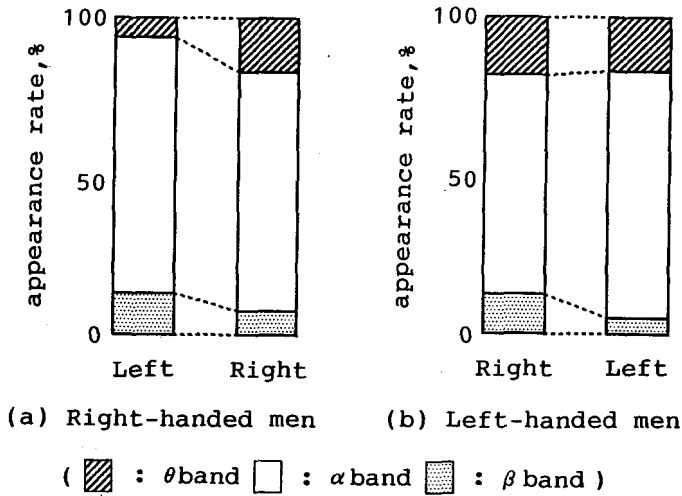 100
100
appearance rate,%
appearance rate,%
50
50
0
0
Left Right
Right Left
(a) Right-handed men
(b) Left-handed men
( : θband : αband : βband )